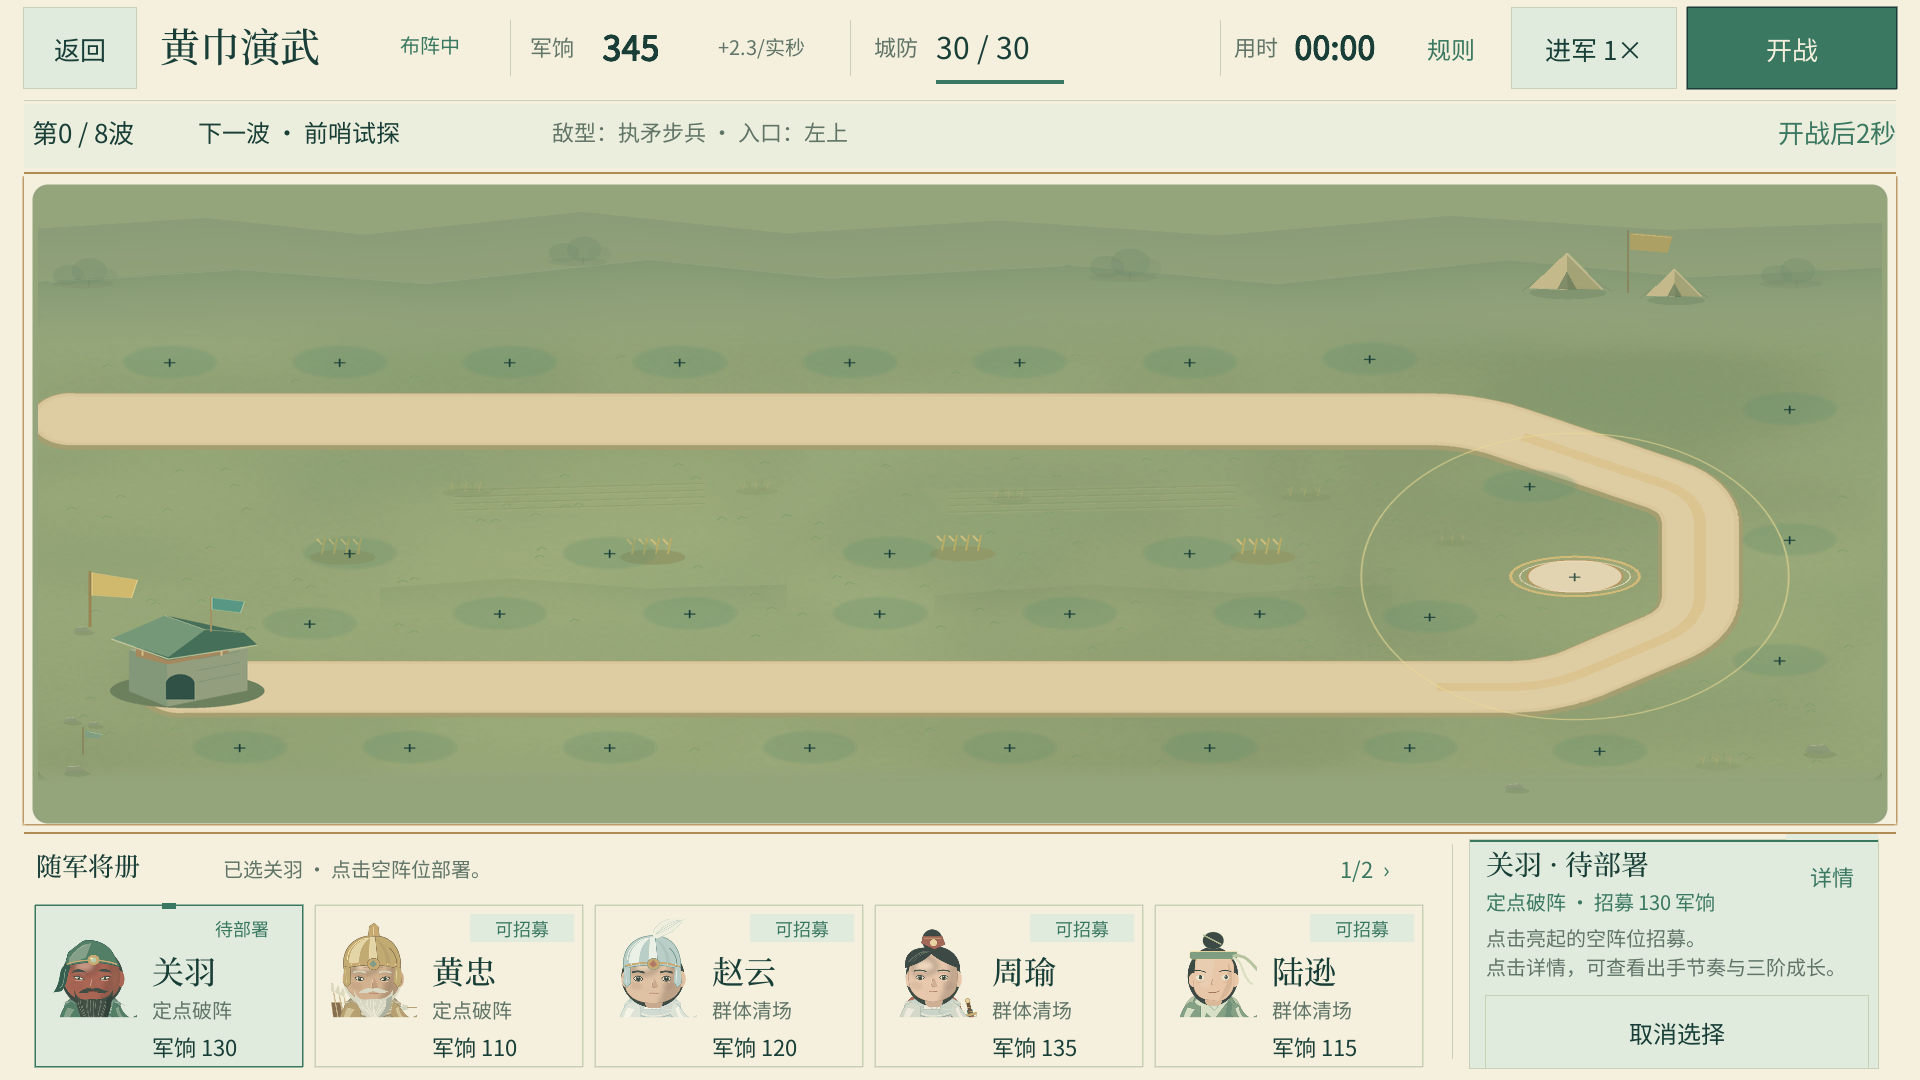 返回
黄巾演武
布阵中
军饷 345
+2.3/实秒
城防 30 / 30
用时 00:00
规则
进军 1×
开战
第0 / 8波
下一波 · 前哨试探
敌型：执矛步兵 · 入口：左上
开战后2秒
随军将册
已选关羽 · 点击空阵位部署。
1/2 ›
待部署
关羽
定点破阵
军饷 130
可招募
黄忠
定点破阵
军饷 110
可招募
赵云
群体清场
军饷 120
可招募
周瑜
群体清场
军饷 135
可招募
陆逊
群体清场
军饷 115
关羽 · 待部署
详情
定点破阵 · 招募 130 军饷
点击亮起的空阵位招募。
点击详情，可查看出手节奏与三阶成长。
取消选择